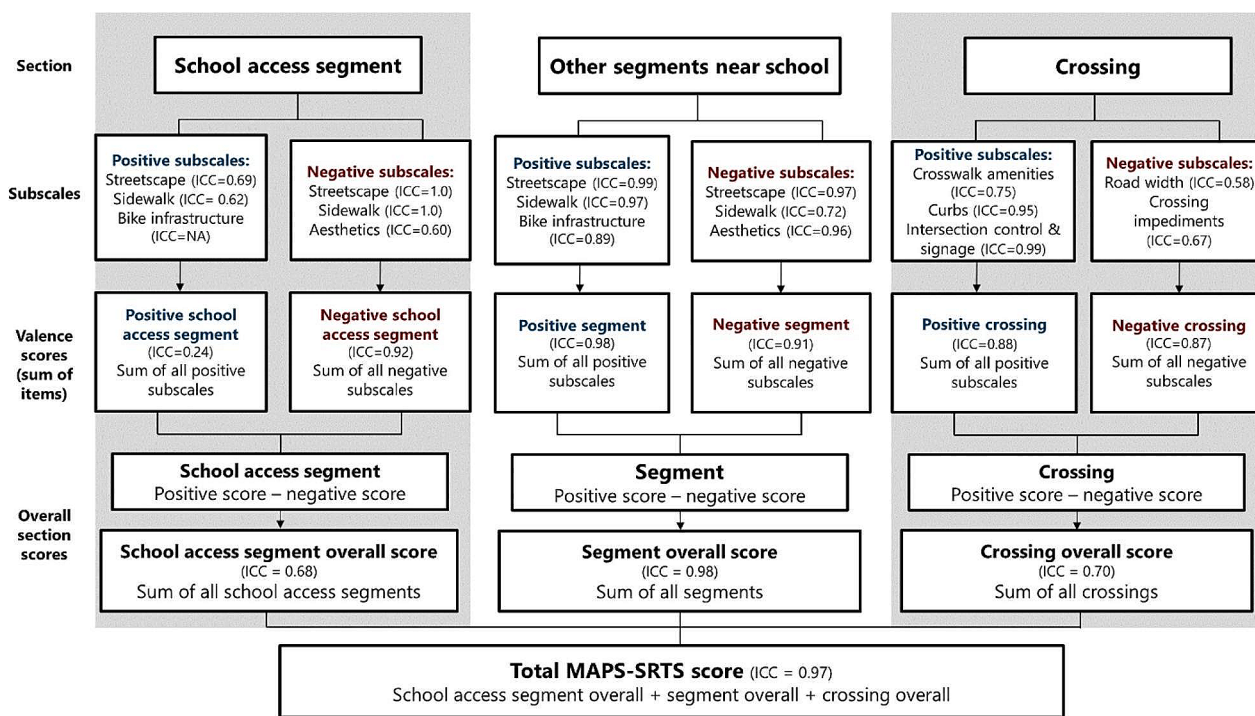 Section
School access segment
Other segments near school
Crossing
Subscales
Positive subscales:
Streetscape (ICC=0.69)
Sidewalk (ICC= 0.62)
Bike infrastructure
(ICC=NA)
Negative subscales:
Streetscape (ICC=1.0)
Sidewalk (ICC=1.0)
Aesthetics (ICC=0.60)
Positive subscales:
Streetscape (ICC=0.99)
Sidewalk (ICC=0.97)
Bike infrastructure
(ICC=0.89)
Negative subscales:
Streetscape (ICC=0.97)
Sidewalk (ICC=0.72)
Aesthetics (ICC=0.96)
Positive subscales:
Crosswalk amenities
(ICC=0.75)
Curbs (ICC=0.95)
Intersection control &
signage (ICC=0.99)
Negative subscales:
Road width (ICC=0.58)
Crossing
impediments
(ICC=0.67)
Valence
scores
(sum of
items)
Positive school
access segment
(ICC=0.24)
Sum of all positive
subscales
Negative school
access segment
(ICC=0.92)
Sum of all negative
subscales
Positive segment
(ICC=0.98)
Sum of all positive
subscales
Negative segment
(ICC=0.91)
Sum of all negative
subscales
Positive crossing
(ICC=0.88)
Sum of all positive
subscales
Negative crossing
(ICC=0.87)
Sum of all negative
subscales
Overall
section
scores
School access segment
Positive score – negative score
Segment
Positive score – negative score
Crossing
Positive score – negative score
School access segment overall score
(ICC = 0.68)
Sum of all school access segments
Segment overall score
(ICC = 0.98)
Sum of all segments
Crossing overall score
(ICC = 0.70)
Sum of all crossings
Total MAPS-SRTS score (ICC = 0.97)
School access segment overall + segment overall + crossing overall